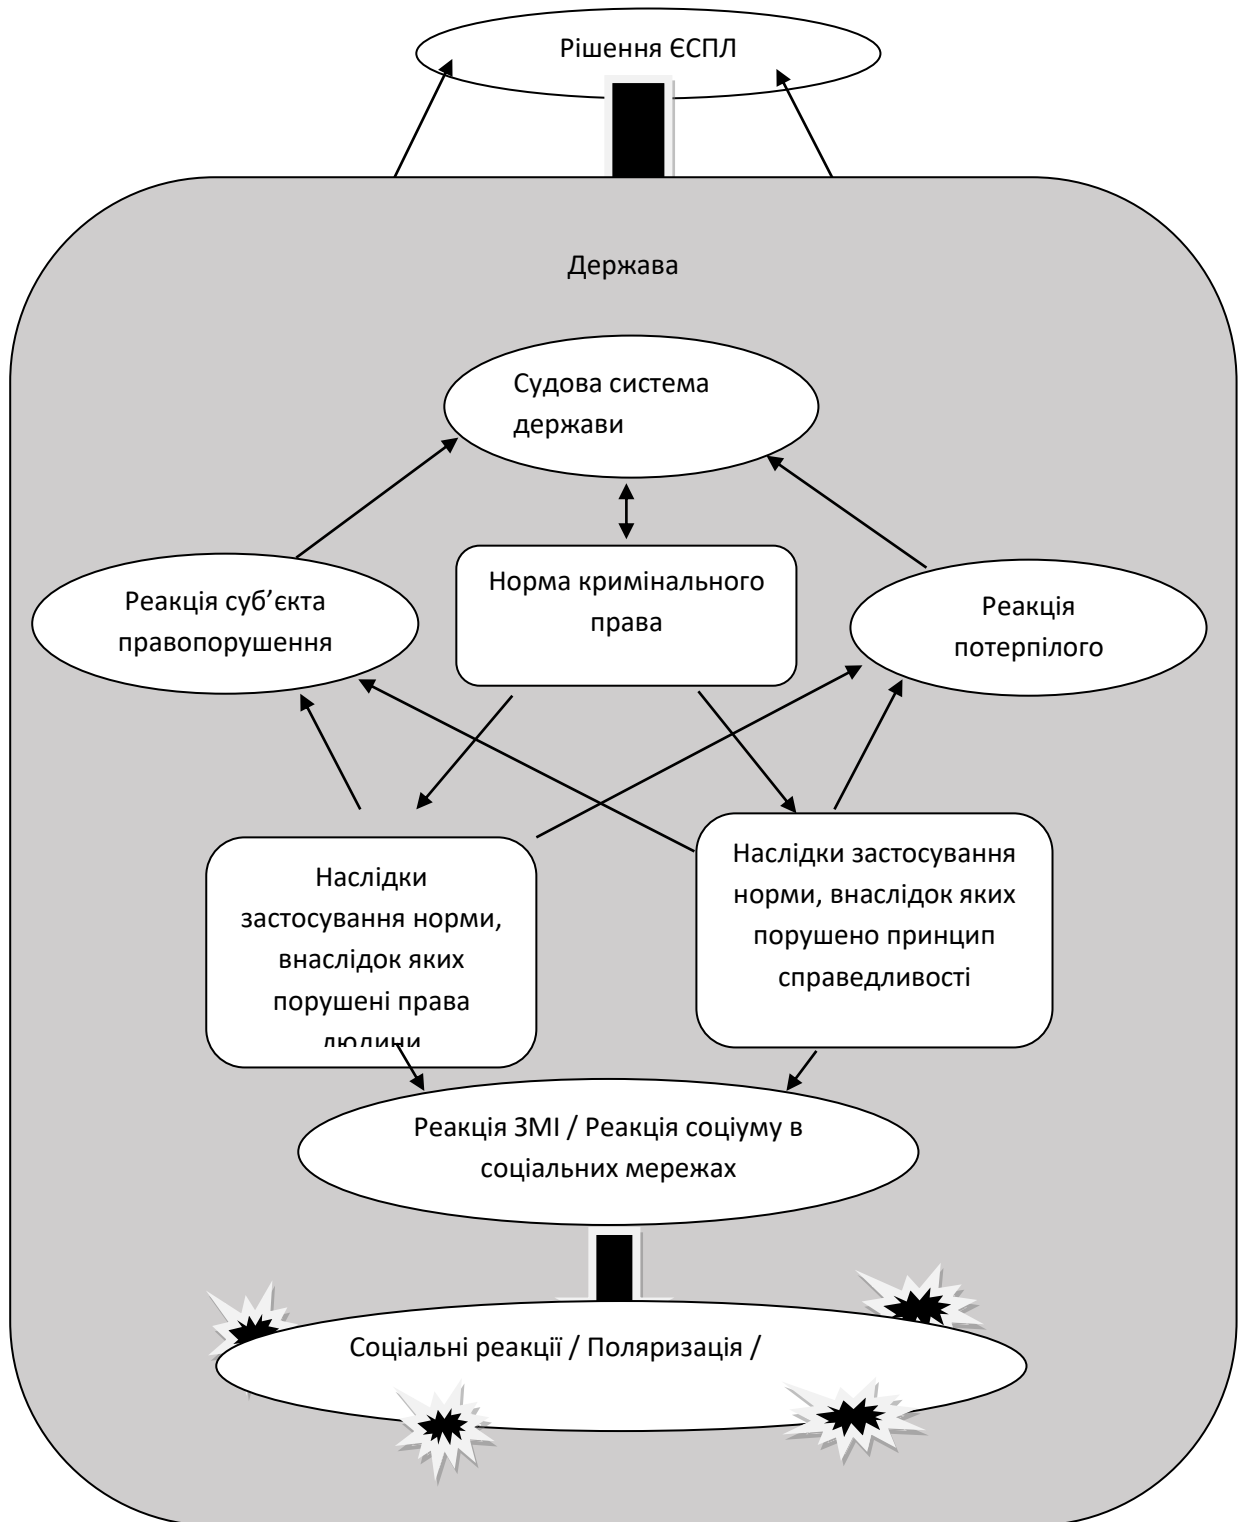 Рішення ЄСПЛ
Держава
Судова система
держави
Реакція суб’єкта
правопорушення
Норма кримінального
права
Реакція
потерпілого
Наслідки
застосування норми,
внаслідок яких
порушені права
людини
Наслідки застосування
норми, внаслідок яких
порушено принцип
справедливості
Реакція ЗМІ / Реакція соціуму в
соціальних мережах
Соціальні реакції / Поляризація /